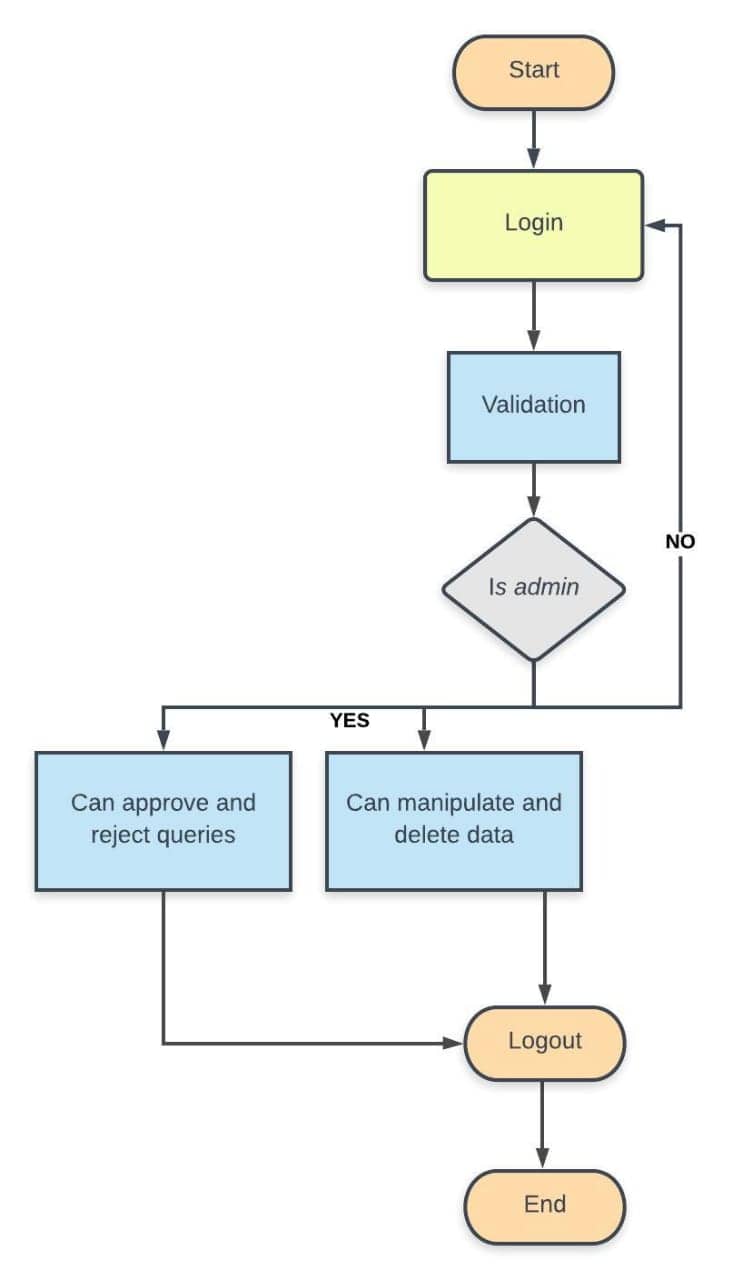 Start
Login
Validation
NO
Is admin
YES
Can approve and
reject queries
Can manipulate and
delete data
Logout
End